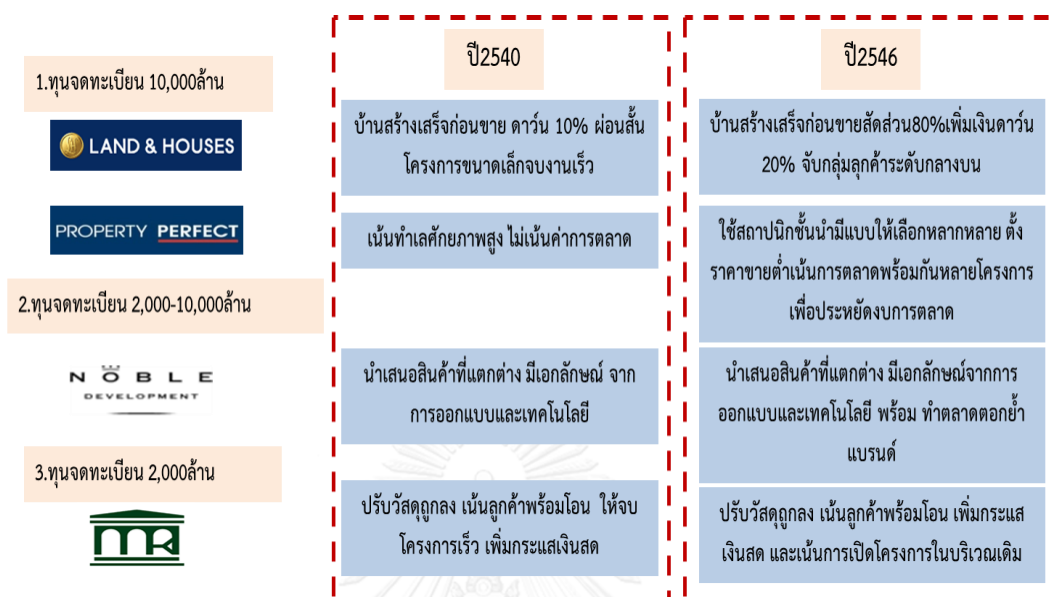 ปี2540
ปี2546
1.ทุนจดทะเบียน 10,000ล้าน
LAND & HOUSES
บ้านสร้างเสร็จก่อนขาย ดาว์น 10% ผ่อนสั้น
โครงการขนาดเล็กจบงานเร็ว
บ้านสร้างเสร็จก่อนขายสัดส่วน80%เพิ่มเงินดาว์น
20% จับกลุ่มลุกค้าระดับกลางบน
PROPERTY PERFECT
เน้นทำเลศักยภาพสูง ไม่เน้นค่าการตลาด
ใช้สถาปนิกชั้นนำมีแบบให้เลือกหลากหลาย ตั้ง
ราคาขายต่ำเน้นการตลาดพร้อมกันหลายโครงการ
เพื่อประหยัดงบการตลาด
2.ทุนจดทะเบียน 2,000-10,000ล้าน
NOBLE
DEVELOPMENT
นำเสนอสินค้าที่แตกต่าง มีเอกลักษณ์ จาก
การออกแบบและเทคโนโลยี
นำเสนอสินค้าที่แตกต่าง มีเอกลักษณ์จากการ
ออกแบบและเทคโนโลยี พร้อม ทำตลาดตอกย้ำ
แบรนด์
3.ทุนจดทะเบียน 2,000ล้าน
MK
ปรับวัสดุถูกลง เน้นลูกค้าพร้อมโอน ให้จบ
โครงการเร็ว เพิ่มกระแสเงินสด
ปรับวัสดุถูกลง เน้นลูกค้าพร้อมโอน เพิ่มกระแส
เงินสด และเน้นการเปิดโครงการในบริเวณเดิม